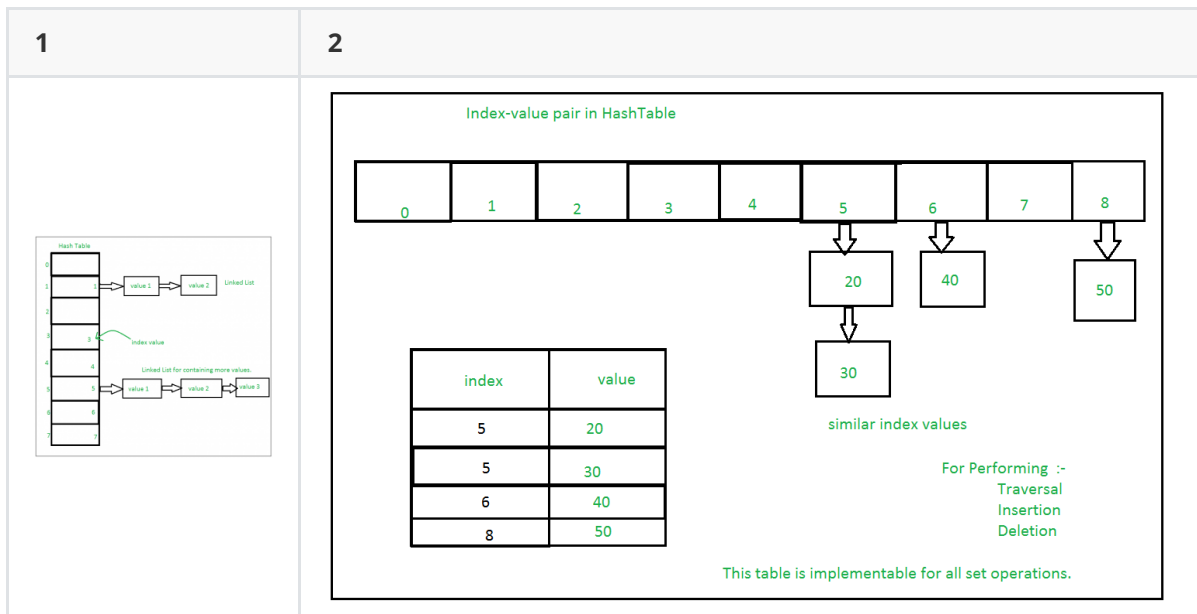 1
2
Hash Table
0
1 1 value 1 value 2 Linked List
2
3 3 Index value
4 4
Linked List for containing more values.
5 5 value 1 value 2 value 3
6 6
7 7
Index-value pair in HashTable
0 1 2 3 4 5 6 7 8
20 40 50
30
index value
5 20
5 30
6 40
8 50
similar index values
For Performing :-
Traversal
Insertion
Deletion
This table is implementable for all set operations.